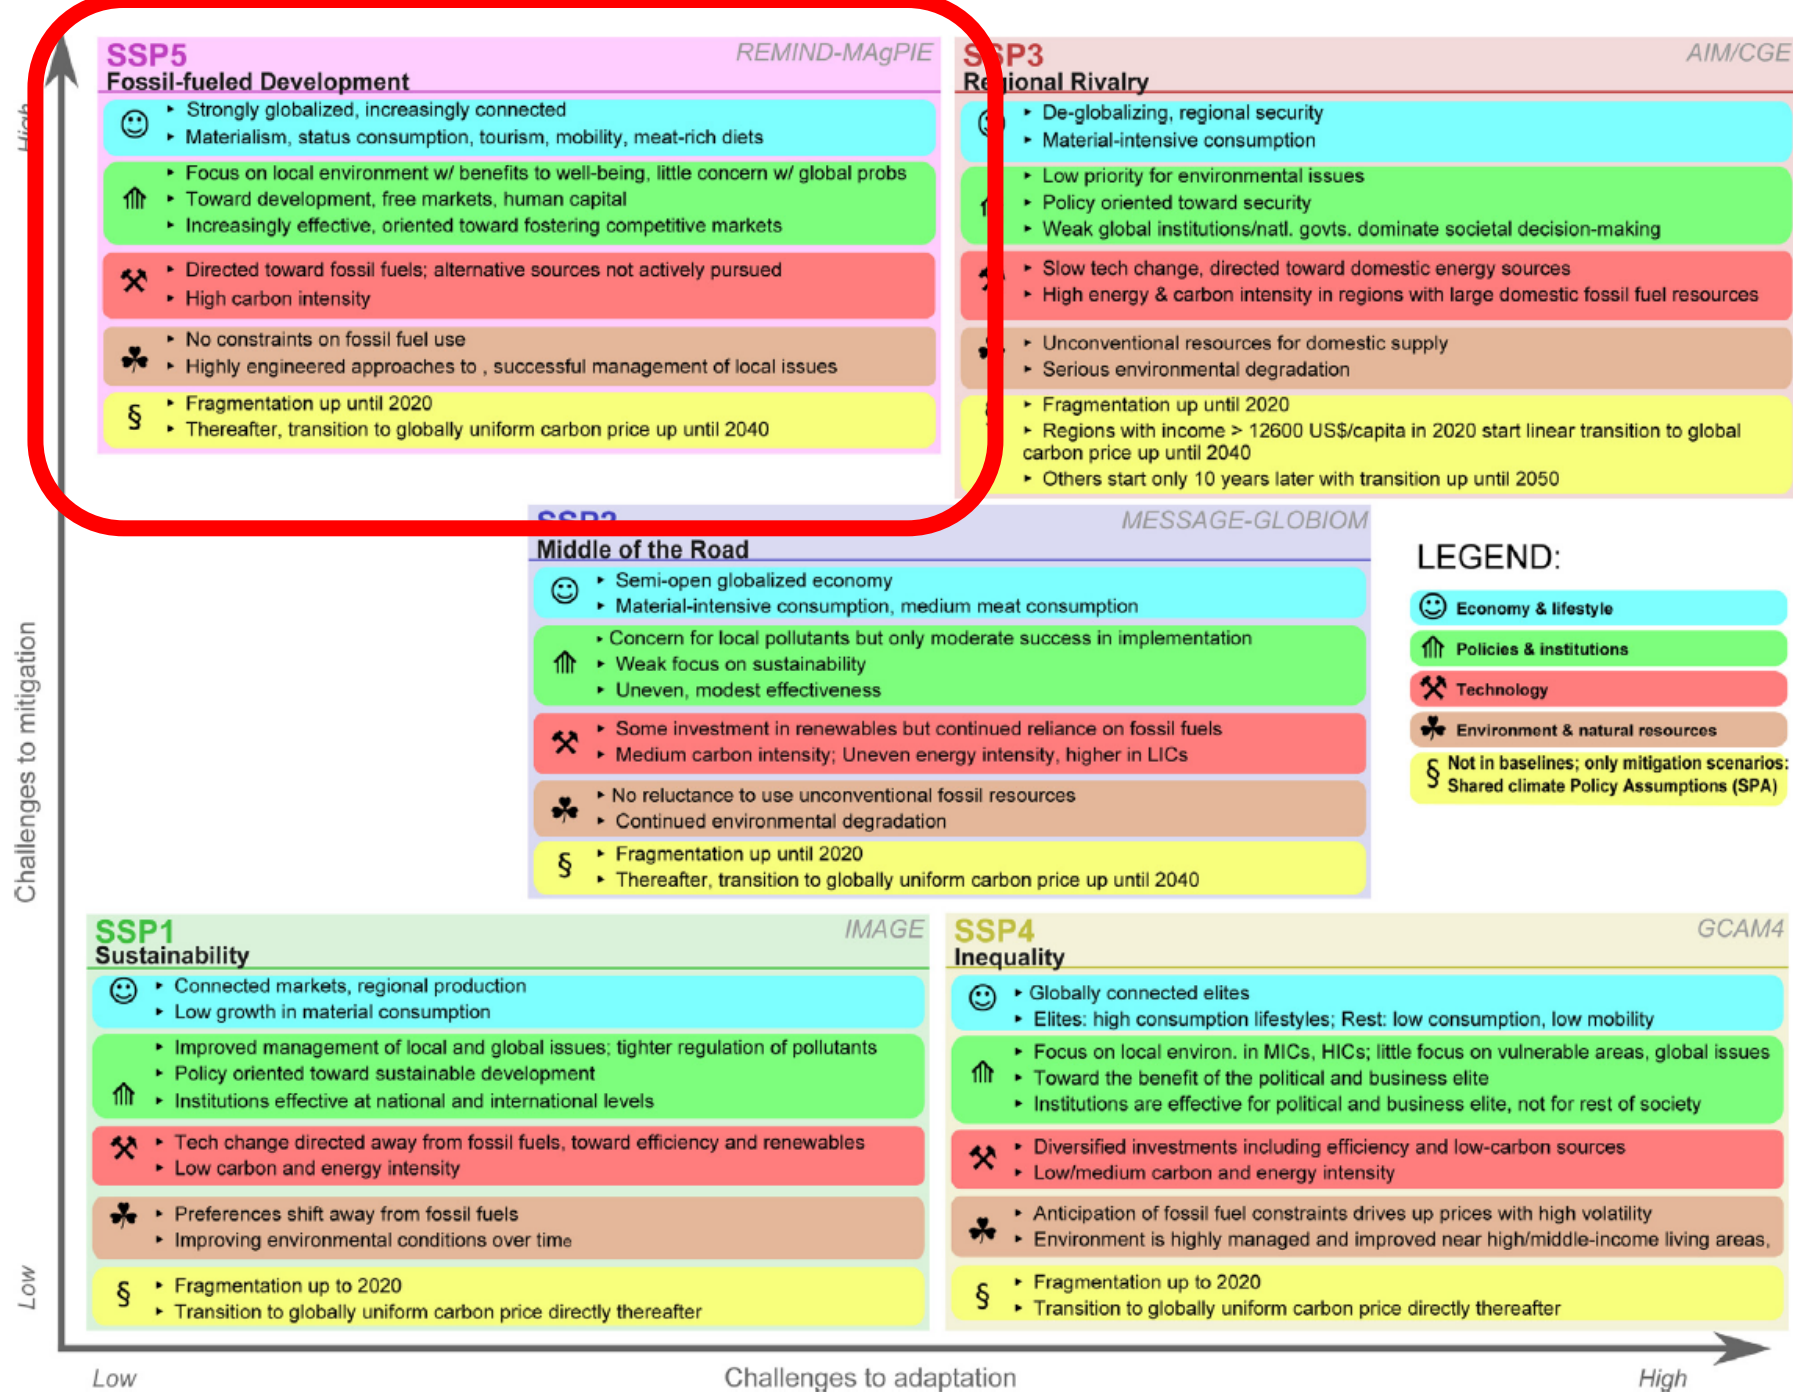 SSP5
REMIND-MAgPIE
Fossil-fueled Development
‣ Strongly globalized, increasingly connected
‣ Materialism, status consumption, tourism, mobility, meat-rich diets
‣ Focus on local environment w/ benefits to well-being, little concern w/ global probs
‣ Toward development, free markets, human capital
‣ Increasingly effective, oriented toward fostering competitive markets
‣ Directed toward fossil fuels; alternative sources not actively pursued
‣ High carbon intensity
‣ No constraints on fossil fuel use
‣ Highly engineered approaches to , successful management of local issues
§
‣ Fragmentation up until 2020
‣ Thereafter, transition to globally uniform carbon price up until 2040
SSP3
AIM/CGE
Regional Rivalry
‣ De-globalizing, regional security
‣ Material-intensive consumption
‣ Low priority for environmental issues
‣ Policy oriented toward security
‣ Weak global institutions/natl. govts. dominate societal decision-making
‣ Slow tech change, directed toward domestic energy sources
‣ High energy & carbon intensity in regions with large domestic fossil fuel resources
‣ Unconventional resources for domestic supply
‣ Serious environmental degradation
‣ Fragmentation up until 2020
‣ Regions with income > 12600 US$/capita in 2020 start linear transition to global
carbon price up until 2040
‣ Others start only 10 years later with transition up until 2050
SSP2
MESSAGE-GLOBIOM
Middle of the Road
‣ Semi-open globalized economy
‣ Material-intensive consumption, medium meat consumption
‣ Concern for local pollutants but only moderate success in implementation
‣ Weak focus on sustainability
‣ Uneven, modest effectiveness
‣ Some investment in renewables but continued reliance on fossil fuels
‣ Medium carbon intensity; Uneven energy intensity, higher in LICs
‣ No reluctance to use unconventional fossil resources
‣ Continued environmental degradation
§
‣ Fragmentation up until 2020
‣ Thereafter, transition to globally uniform carbon price up until 2040
LEGEND:
Economy & lifestyle
Policies & institutions
Technology
Environment & natural resources
§
Not in baselines; only mitigation scenarios:
Shared climate Policy Assumptions (SPA)
SSP1
IMAGE
Sustainability
‣ Connected markets, regional production
‣ Low growth in material consumption
‣ Improved management of local and global issues; tighter regulation of pollutants
‣ Policy oriented toward sustainable development
‣ Institutions effective at national and international levels
‣ Tech change directed away from fossil fuels, toward efficiency and renewables
‣ Low carbon and energy intensity
‣ Preferences shift away from fossil fuels
‣ Improving environmental conditions over time
§
‣ Fragmentation up to 2020
‣ Transition to globally uniform carbon price directly thereafter
SSP4
GCAM4
Inequality
‣ Globally connected elites
‣ Elites: high consumption lifestyles; Rest: low consumption, low mobility
‣ Focus on local environ. in MICs, HICs; little focus on vulnerable areas, global issues
‣ Toward the benefit of the political and business elite
‣ Institutions are effective for political and business elite, not for rest of society
‣ Diversified investments including efficiency and low-carbon sources
‣ Low/medium carbon and energy intensity
‣ Anticipation of fossil fuel constraints drives up prices with high volatility
‣ Environment is highly managed and improved near high/middle-income living areas,
§
‣ Fragmentation up to 2020
‣ Transition to globally uniform carbon price directly thereafter
High
Challenges to mitigation
Low
Low
Challenges to adaptation
High